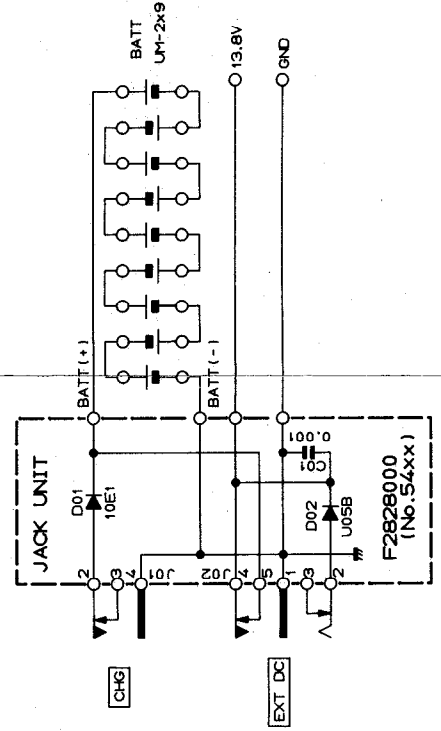 BATT
UM-2x9
13.8V
GND
BATT(+)
BATT(-)
JACK UNIT
D01
10E1
C01
0.001
D02
U05B
F2828000
(No.54xx)
2
3
4
J01
J02
4
5
1
3
2
CHG
EXT DC